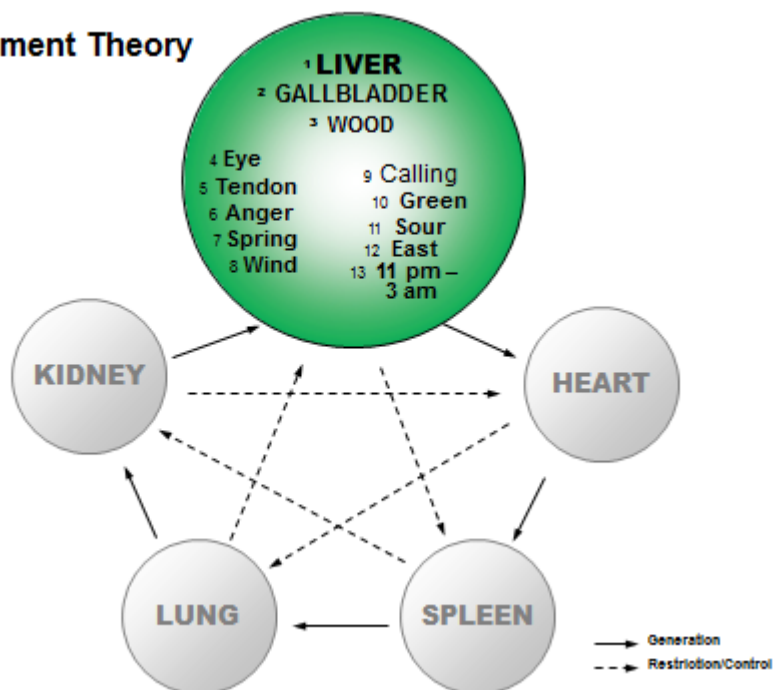 ment Theory
1 LIVER
2 GALLBLADDER
3 WOOD
4 Eye
5 Tendon
6 Anger
7 Spring
8 Wind
9 Calling
10 Green
11 Sour
12 East
13 11 pm –
3 am
KIDNEY
HEART
LUNG
SPLEEN
Generation
Restriction/Control